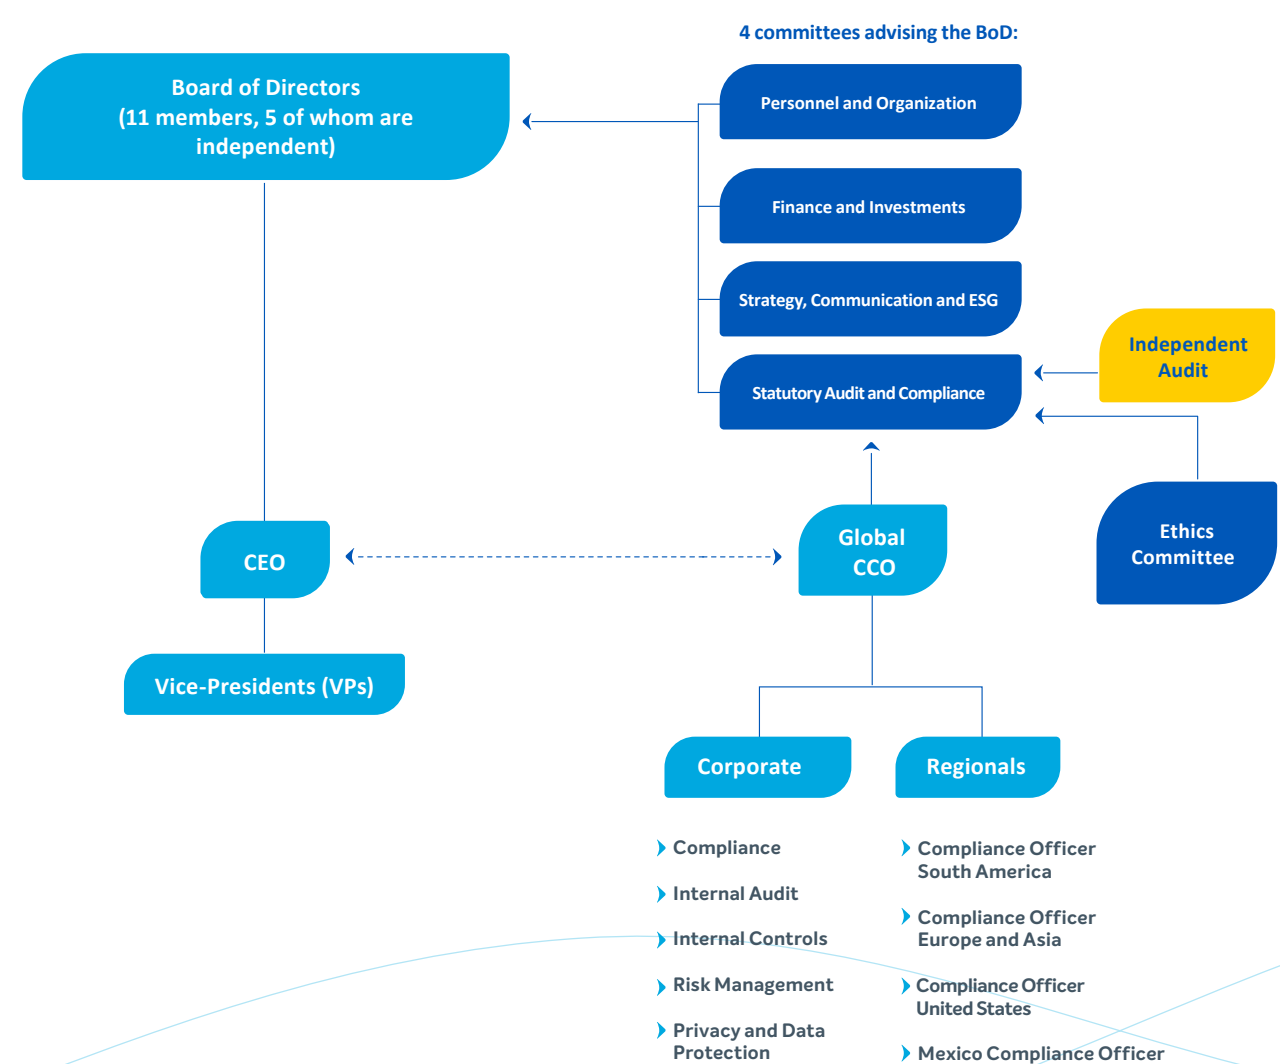 4 committees advising the BoD:
Board of Directors
(11 members, 5 of whom are
independent)
Personnel and Organization
Finance and Investments
Strategy, Communication and ESG
Statutory Audit and Compliance
Independent
Audit
Ethics
Committee
CEO
Global
CCO
Vice-Presidents (VPs)
Corporate
Compliance
Internal Audit
Internal Controls
Risk Management
Privacy and Data
Protection
Regionals
Compliance Officer
South America
Compliance Officer
Europe and Asia
Compliance Officer
United States
Mexico Compliance Officer